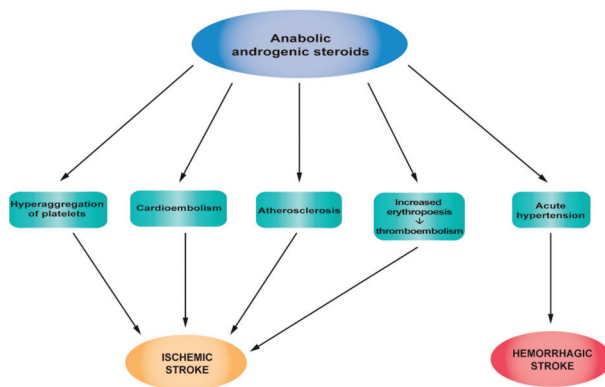 Anabolic
androgenic steroids
Hyperaggregation
of platelets
Cardioembolism
Atherosclerosis
Increased
erythropoesis
↓
thromboembolism
Acute
hypertension
ISCHEMIC
STROKE
HEMORRHAGIC
STROKE